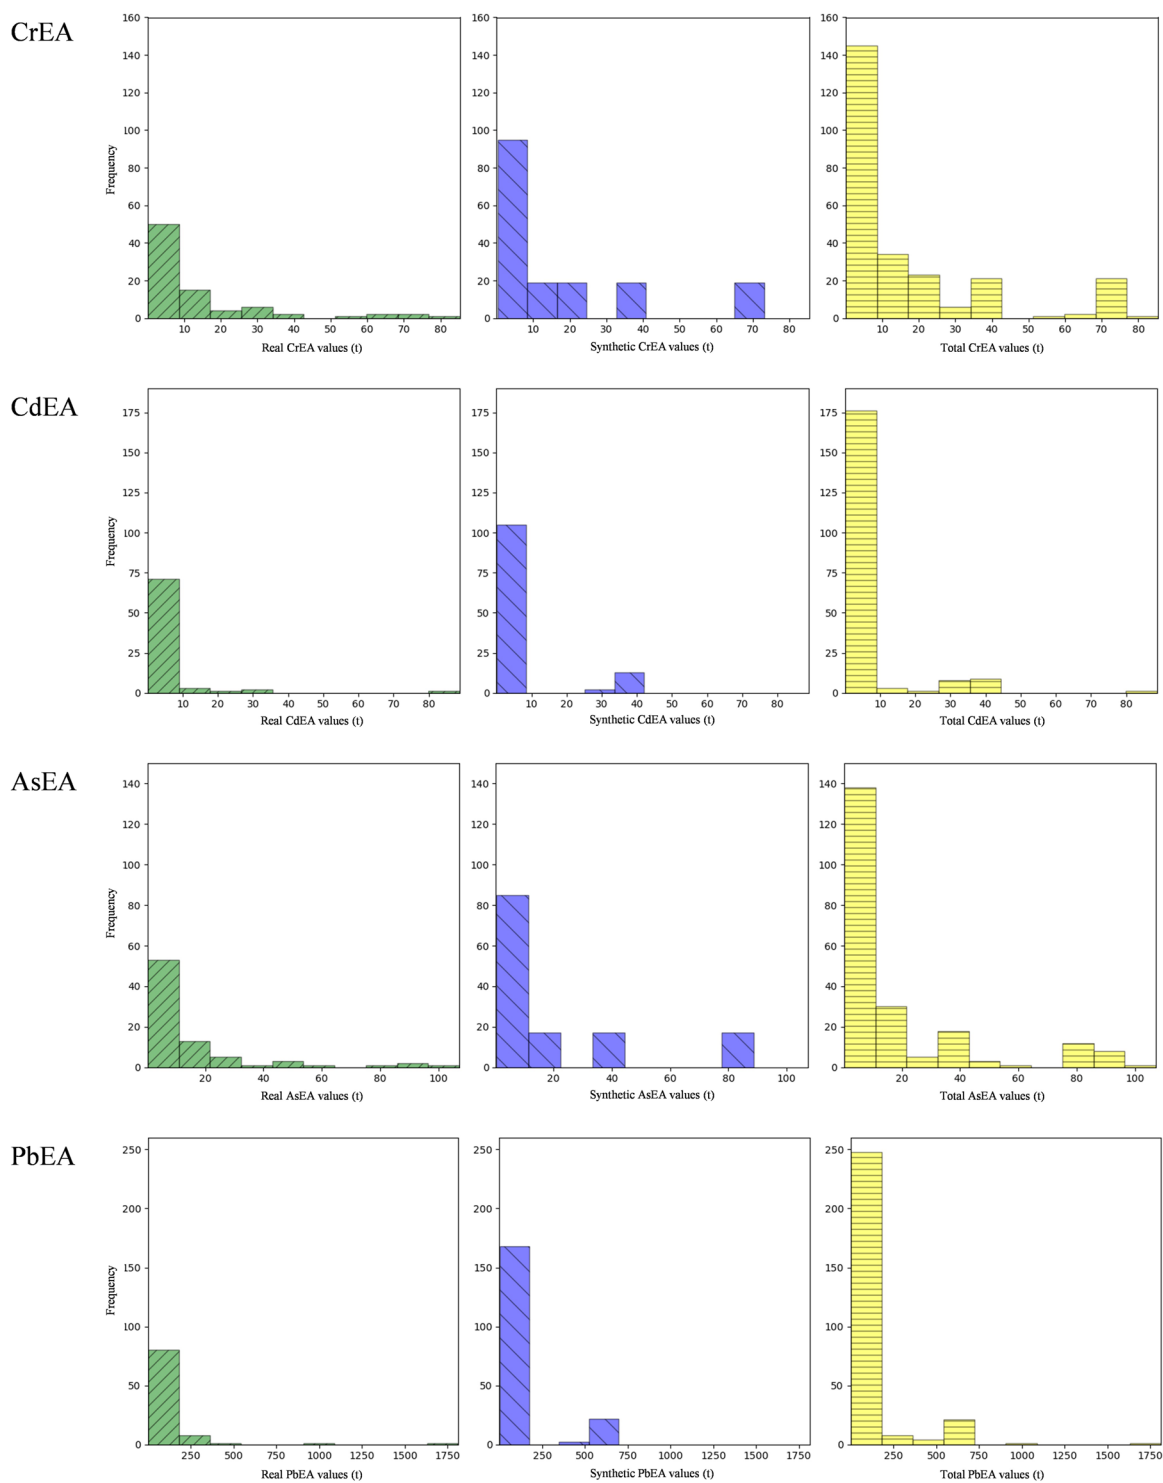 CrEA
160
140
120
100
80
60
40
20
0
Frequency
10 20 30 40 50 60 70 80
Real CrEA values (t)
160
140
120
100
80
60
40
20
0
10 20 30 40 50 60 70 80
Synthetic CrEA values (t)
160
140
120
100
80
60
40
20
0
10 20 30 40 50 60 70 80
Total CrEA values (t)
CdEA
175
150
125
100
75
50
25
0
Frequency
10 20 30 40 50 60 70 80
Real CdEA values (t)
175
150
125
100
75
50
25
0
10 20 30 40 50 60 70 80
Synthetic CdEA values (t)
175
150
125
100
75
50
25
0
10 20 30 40 50 60 70 80
Total CdEA values (t)
AsEA
140
120
100
80
60
40
20
0
Frequency
20 40 60 80 100
Real AsEA values (t)
140
120
100
80
60
40
20
0
20 40 60 80 100
Synthetic AsEA values (t)
140
120
100
80
60
40
20
0
20 40 60 80 100
Total AsEA values (t)
PbEA
250
200
150
100
50
0
Frequency
250 500 750 1000 1250 1500 1750
Real PbEA values (t)
250
200
150
100
50
0
250 500 750 1000 1250 1500 1750
Synthetic PbEA values (t)
250
200
150
100
50
0
250 500 750 1000 1250 1500 1750
Total PbEA values (t)